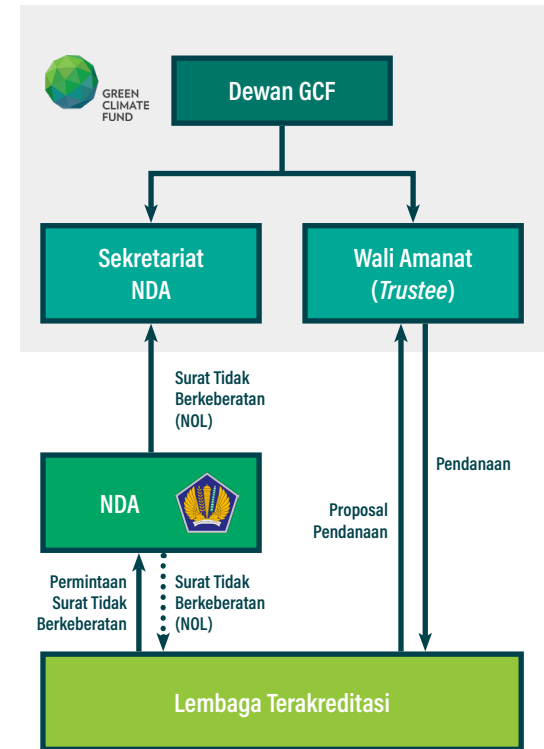 GREEN
CLIMATE
FUND
Dewan GCF
Sekretariat
NDA
Wali Amanat
(Trustee)
Surat Tidak
Berkeberatan
(NOL)
NDA
Pendanaan
Proposal
Pendanaan
Permintaan
Surat Tidak
Berkeberatan
Surat Tidak
Berkeberatan
(NOL)
Lembaga Terakreditasi